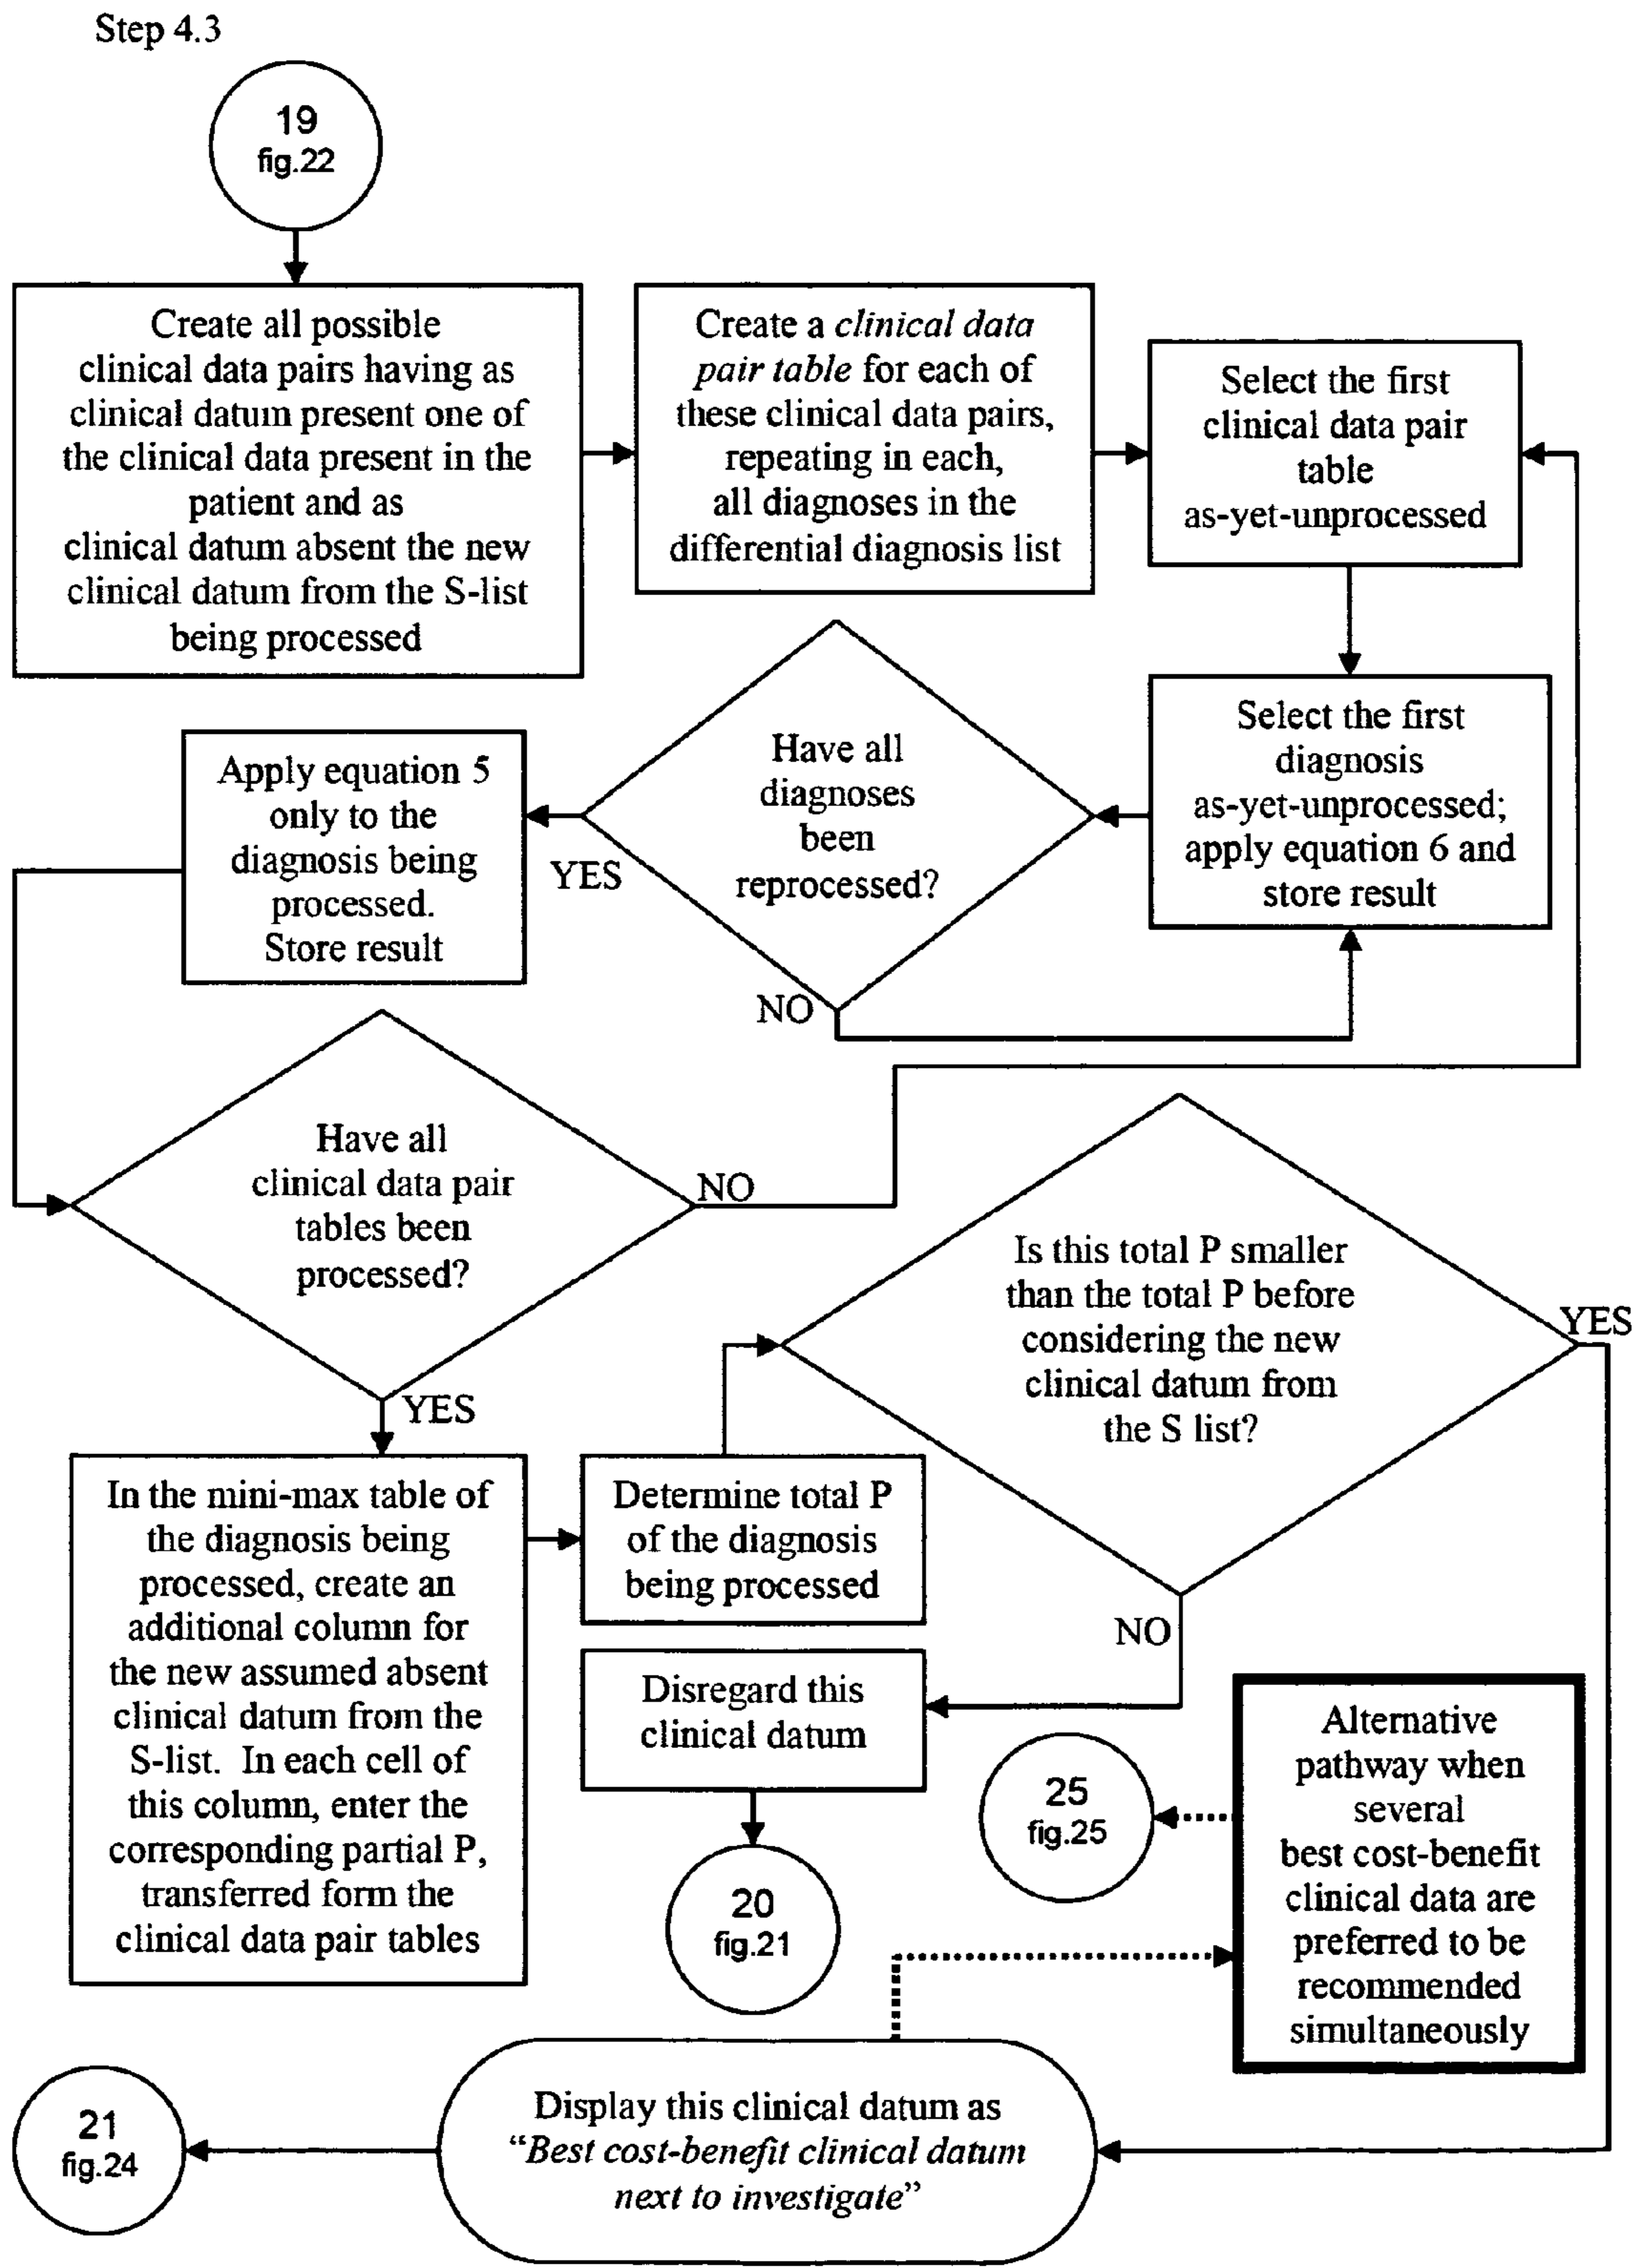 Step 4.3
19
fig.22
Create all possible
clinical data pairs having as
clinical datum present one of
the clinical data present in the
patient and as
clinical datum absent the new
clinical datum from the S-list
being processed
Create a clinical data
pair table for each of
these clinical data pairs,
repeating in each,
all diagnoses in the
differential diagnosis list
Select the first
clinical data pair
table
as-yet-unprocessed
Select the first
diagnosis
as-yet-unprocessed;
apply equation 6 and
store result
Have all
diagnoses
been
reprocessed?
YES
NO
Apply equation 5
only to the
diagnosis being
processed.
Store result
Have all
clinical data pair
tables been
processed?
NO
YES
In the mini-max table of
the diagnosis being
processed, create an
additional column for
the new assumed absent
clinical datum from the
S-list. In each cell of
this column, enter the
corresponding partial P,
transferred form the
clinical data pair tables
Determine total P
of the diagnosis
being processed
Is this total P smaller
than the total P before
considering the new
clinical datum from
the S list?
YES
NO
Disregard this
clinical datum
20
fig.21
25
fig.25
Alternative
pathway when
several
best cost-benefit
clinical data are
preferred to be
recommended
simultaneously
Display this clinical datum as
“Best cost-benefit clinical datum
next to investigate”
21
fig.24